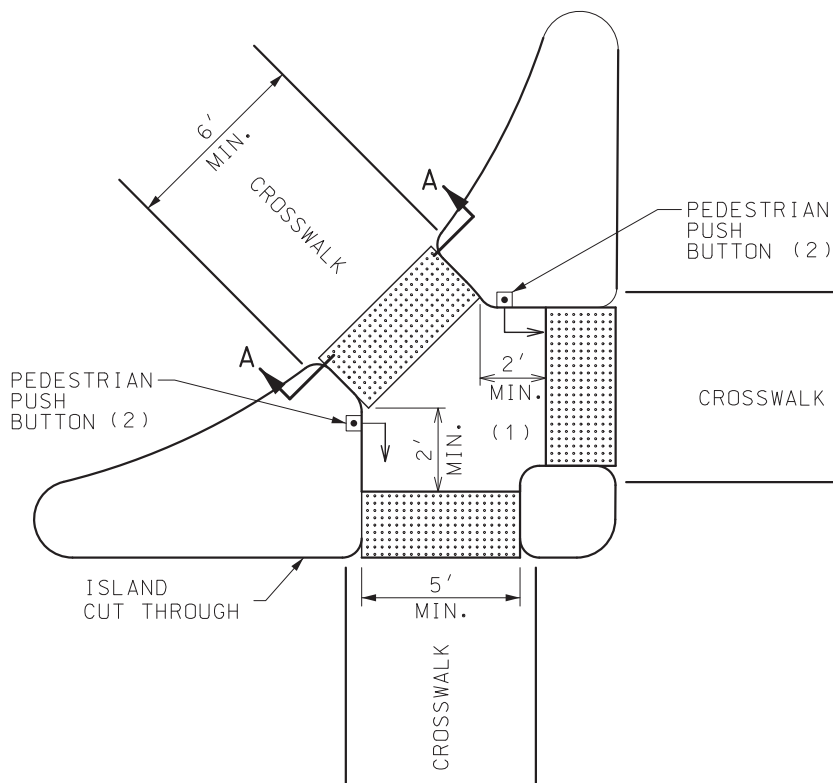 6'
MIN.
CROSSWALK
A
PEDESTRIAN
PUSH
BUTTON (2)
A
PEDESTRIAN
PUSH
BUTTON (2)
2'
MIN.
(1)
CROSSWALK
2'
MIN.
ISLAND
CUT THROUGH
5'
MIN.
CROSSWALK